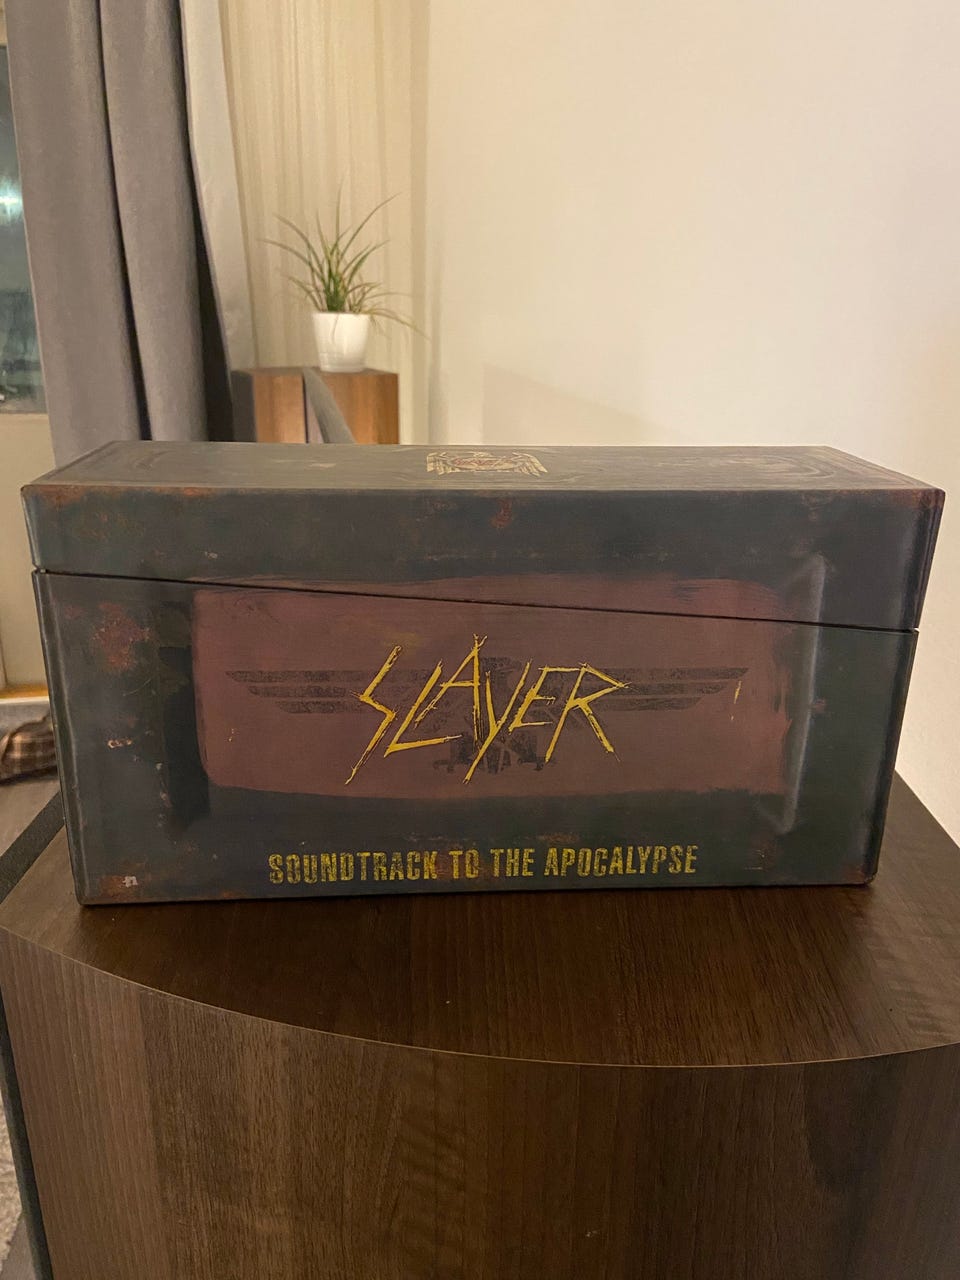 SLAYER
SOUNDTRACK TO THE APOCALYPSE